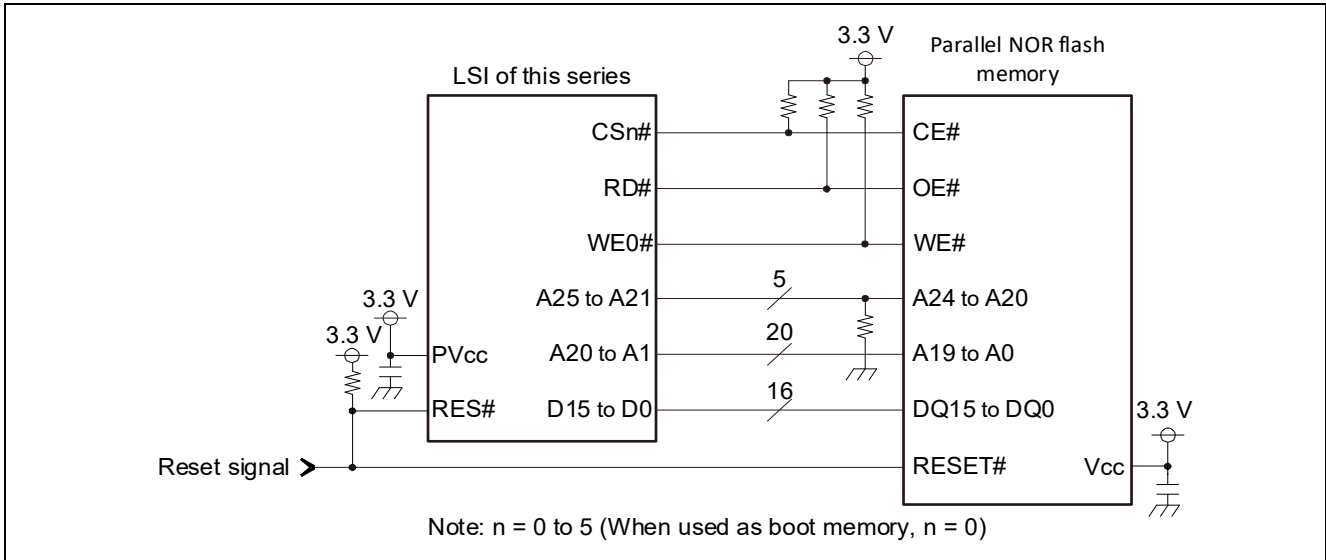 3.3 V
Parallel NOR flash
memory
LSI of this series
CSn#
CE#
RD#
OE#
WE0#
WE#
A25 to A21
5
A24 to A20
3.3 V
3.3 V
PVcc
A20 to A1
20
A19 to A0
RES#
D15 to D0
16
DQ15 to DQ0
3.3 V
Reset signal
RESET#
Vcc
Note: n = 0 to 5 (When used as boot memory, n = 0)